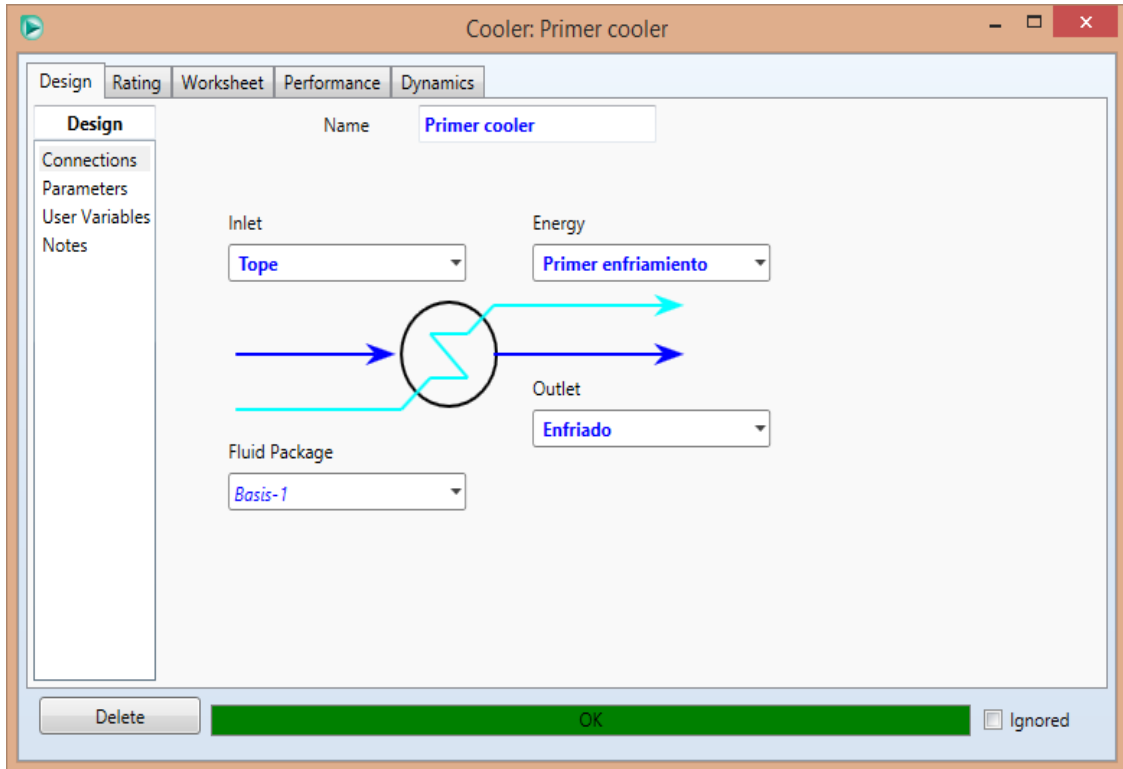 Cooler: Primer cooler
Design Rating Worksheet Performance Dynamics
Design
Connections
Parameters
User Variables
Notes
Name Primer cooler
Inlet Energy
Tope Primer enfriamiento
Outlet
Enfriado
Fluid Package
Basis-1
Delete OK Ignored